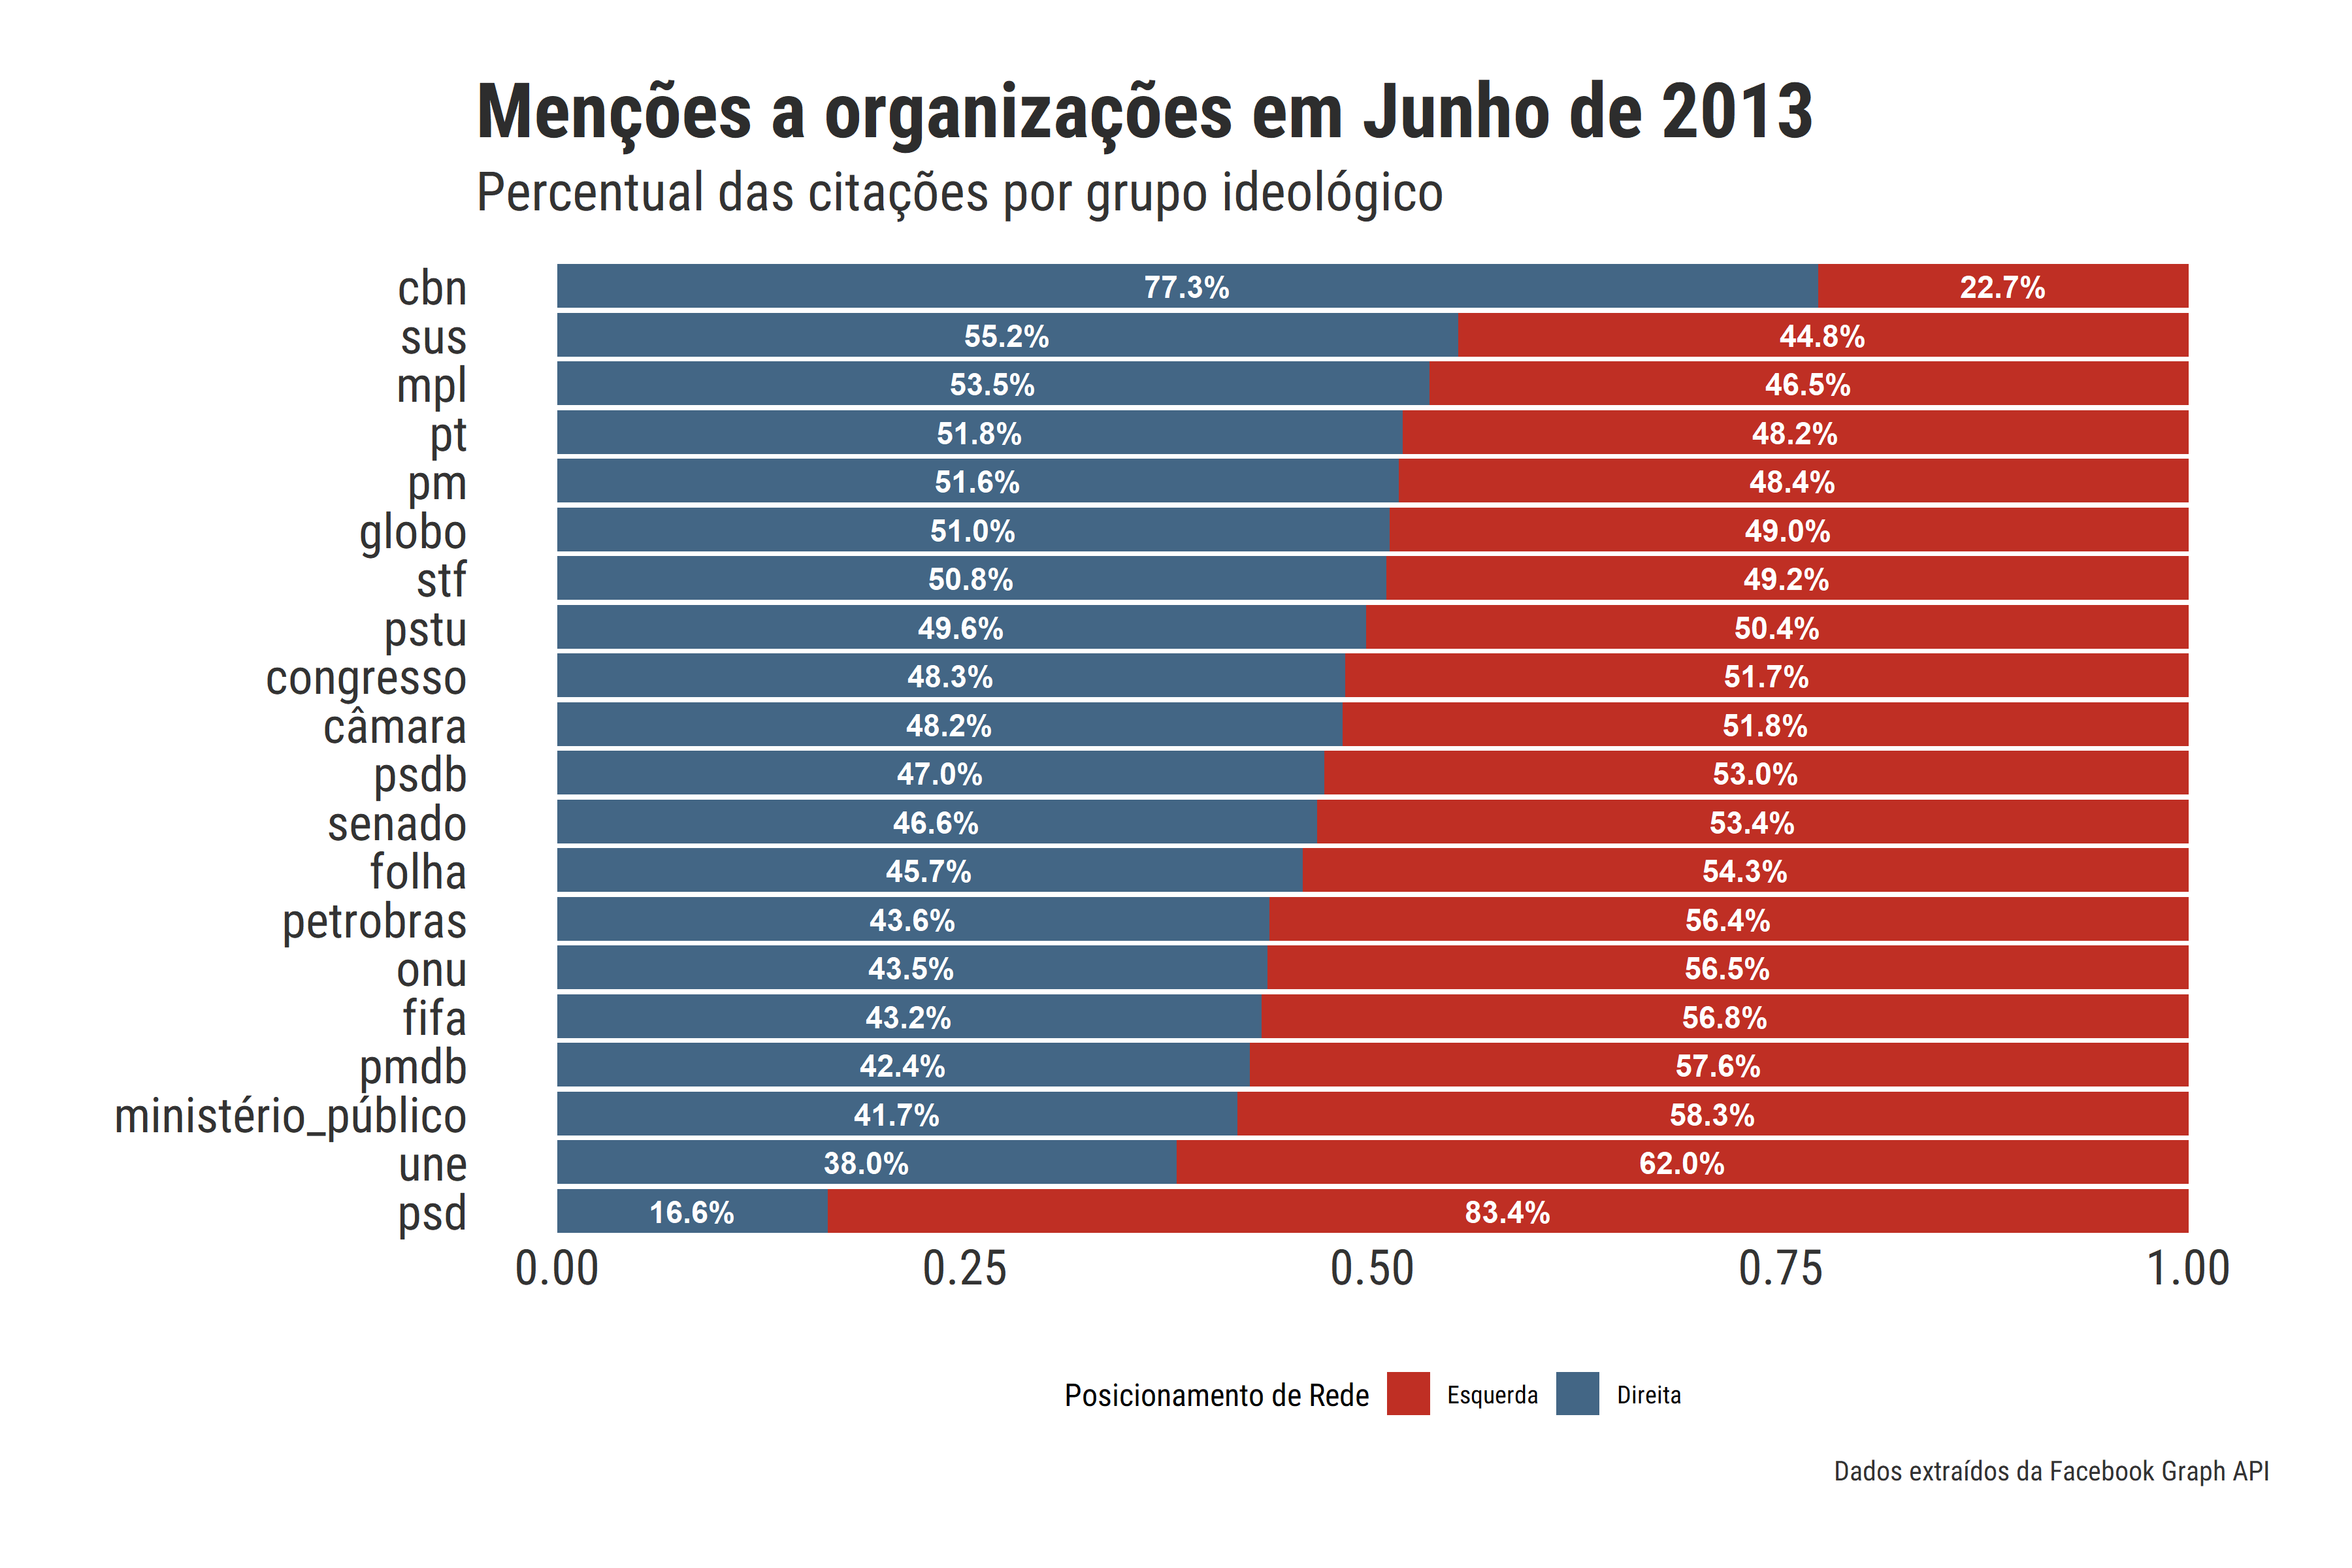 Menções a organizações em Junho de 2013
Percentual das citações por grupo ideológico
cbn 77.3% 22.7%
sus 55.2% 44.8%
mpl 53.5% 46.5%
pt 51.8% 48.2%
pm 51.6% 48.4%
globo 51.0% 49.0%
stf 50.8% 49.2%
pstu 49.6% 50.4%
congresso 48.3% 51.7%
câmara 48.2% 51.8%
psdb 47.0% 53.0%
senado 46.6% 53.4%
folha 45.7% 54.3%
petrobras 43.6% 56.4%
onu 43.5% 56.5%
fifa 43.2% 56.8%
pmdb 42.4% 57.6%
ministério_público 41.7% 58.3%
une 38.0% 62.0%
psd 16.6% 83.4%
0.00 0.25 0.50 0.75 1.00
Posicionamento de Rede Esquerda Direita
Dados extraídos da Facebook Graph API